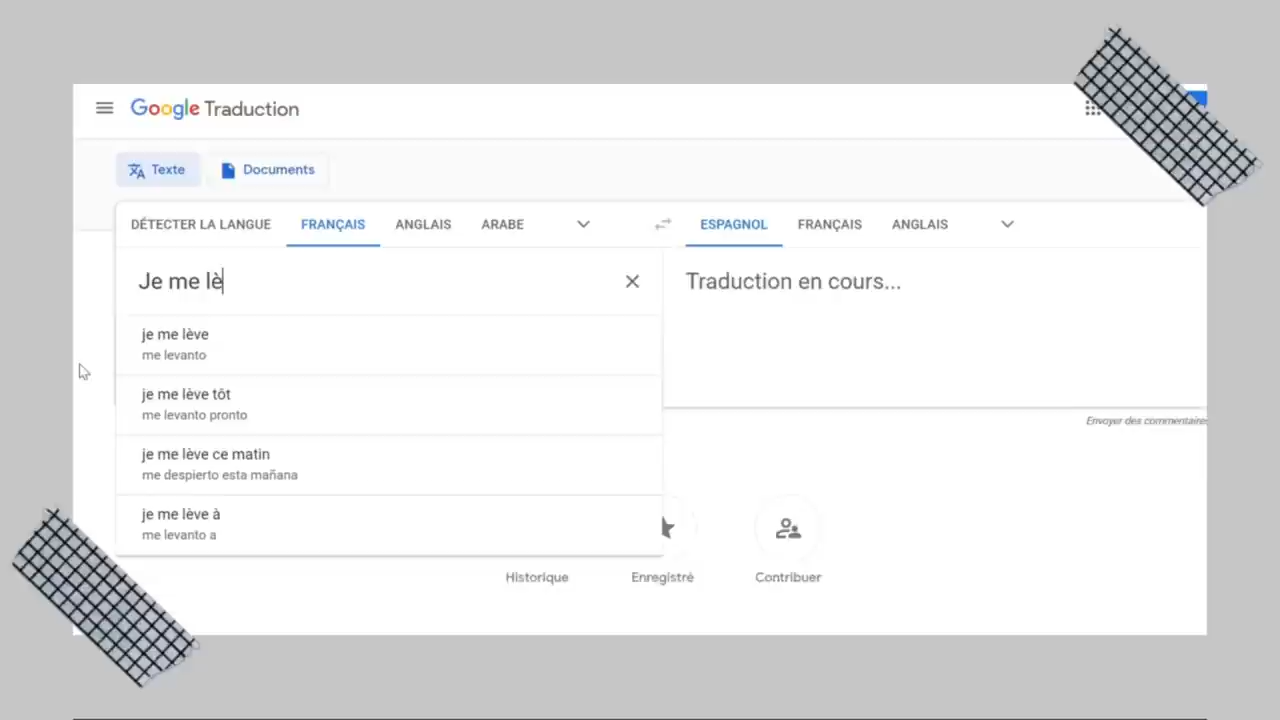 Google Traduction
Texte Documents
DÉTECTER LA LANGUE FRANÇAIS ANGLAIS ARABE ESPAGNOL FRANÇAIS ANGLAIS
Je me lè
Traduction en cours...
je me lève
me levanto
je me lève tôt
me levanto pronto
je me lève ce matin
me despierto esta mañana
je me lève à
me levanto a
Envoyer des commentaires
Historique Enregistré Contribuer